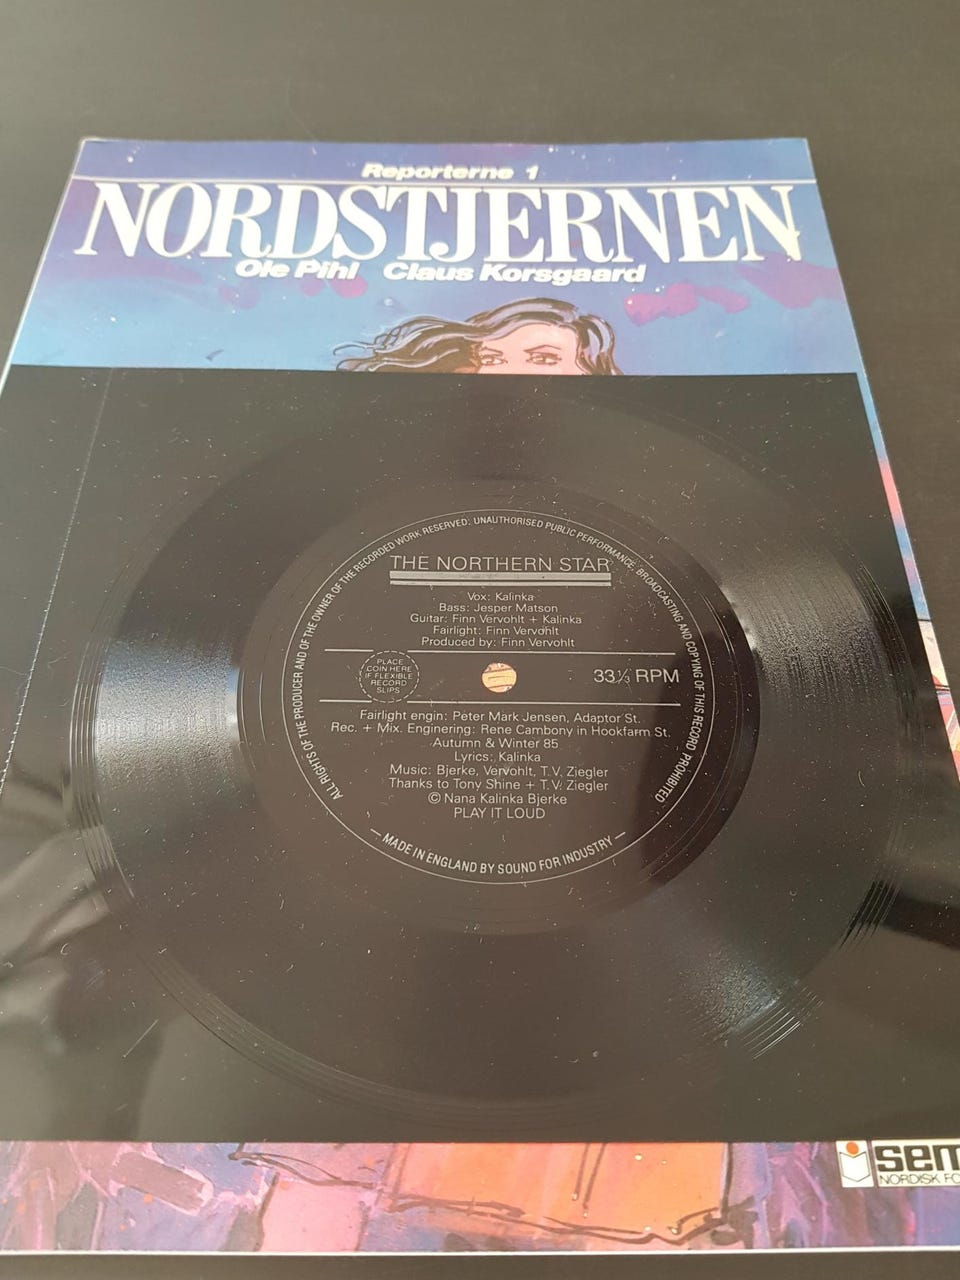 Reporterne 1
NORDSTJERNEN
Ole Pihl Claus Korsgaard
ALL RIGHTS OF THE PRODUCER AND OF THE OWNER OF THE RECORDED WORK RESERVED. UNAUTHORISED PUBLIC PERFORMANCE, BROADCASTING AND COPYING OF THIS RECORD PROHIBITED
THE NORTHERN STAR
Vox: Kalinka
Bass: Jesper Matson
Guitar: Finn Vervohlt + Kalinka
Fairlight: Finn Vervohlt
Produced by: Finn Vervohlt
PLACE
COIN HERE
IF FLEXIBLE
RECORD
SLIPS
33⅓ RPM
Fairlight engin: Peter Mark Jensen, Adaptor St.
Rec. + Mix. Enginering: Rene Cambony in Hookfarm St.
Autumn & Winter 85
Lyrics: Kalinka
Music: Bjerke, Vervohlt, T.V. Ziegler
Thanks to Tony Shine + T.V. Ziegler
© Nana Kalinka Bjerke
PLAY IT LOUD
— MADE IN ENGLAND BY SOUND FOR INDUSTRY —
sem
NORDISK FO